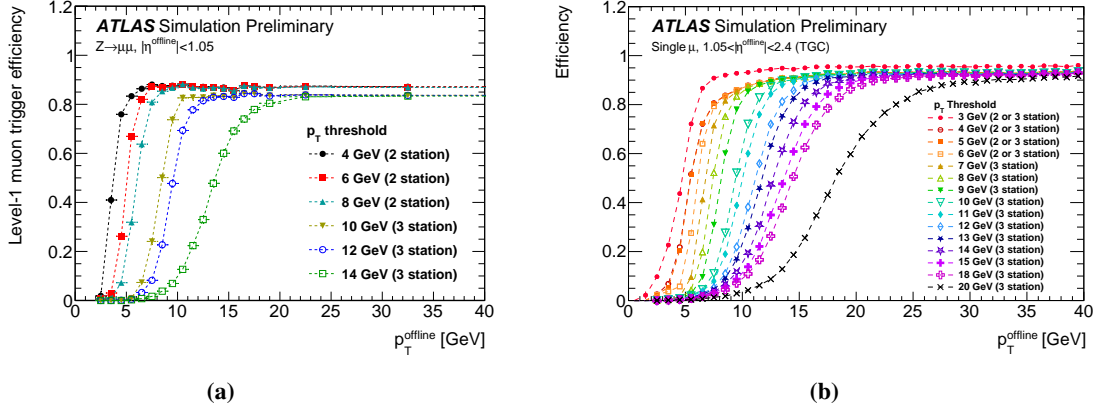 ATLAS Simulation Preliminary
Z→μμ, |η^offline|<1.05
Level-1 muon trigger efficiency
1.2
1
0.8
0.6
0.4
0.2
0
p_T threshold
4 GeV (2 station)
6 GeV (2 station)
8 GeV (2 station)
10 GeV (3 station)
12 GeV (3 station)
14 GeV (3 station)
0 5 10 15 20 25 30 35 40
p_T^offline [GeV]
(a)
ATLAS Simulation Preliminary
Single μ, 1.05<|η^offline|<2.4 (TGC)
Efficiency
1.2
1
0.8
0.6
0.4
0.2
0
p_T Threshold
3 GeV (2 or 3 station)
4 GeV (2 or 3 station)
5 GeV (2 or 3 station)
6 GeV (2 or 3 station)
7 GeV (3 station)
8 GeV (3 station)
9 GeV (3 station)
10 GeV (3 station)
11 GeV (3 station)
12 GeV (3 station)
13 GeV (3 station)
14 GeV (3 station)
15 GeV (3 station)
18 GeV (3 station)
20 GeV (3 station)
0 5 10 15 20 25 30 35 40
p_T^offline [GeV]
(b)